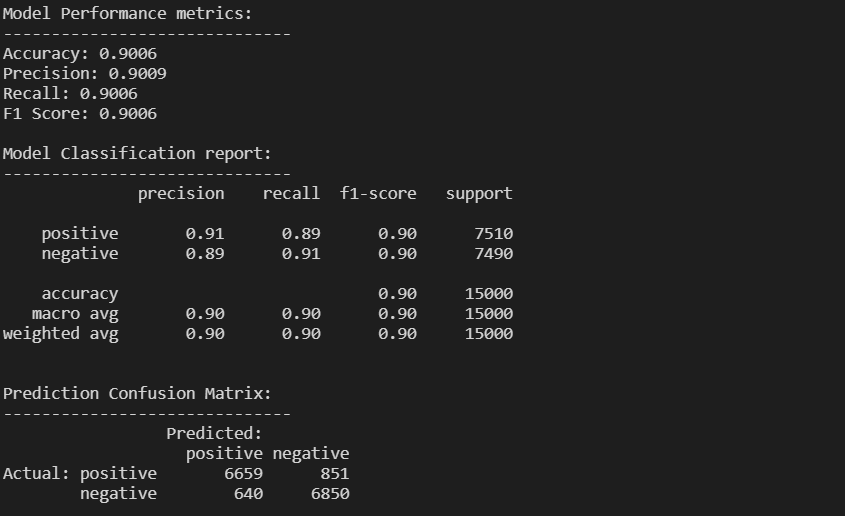 Model Performance metrics:
------------------------------
Accuracy: 0.9006
Precision: 0.9009
Recall: 0.9006
F1 Score: 0.9006
Model Classification report:
------------------------------
precision recall f1-score support
positive 0.91 0.89 0.90 7510
negative 0.89 0.91 0.90 7490
accuracy 0.90 15000
macro avg 0.90 0.90 0.90 15000
weighted avg 0.90 0.90 0.90 15000
Prediction Confusion Matrix:
------------------------------
Predicted:
positive negative
Actual: positive 6659 851
negative 640 6850